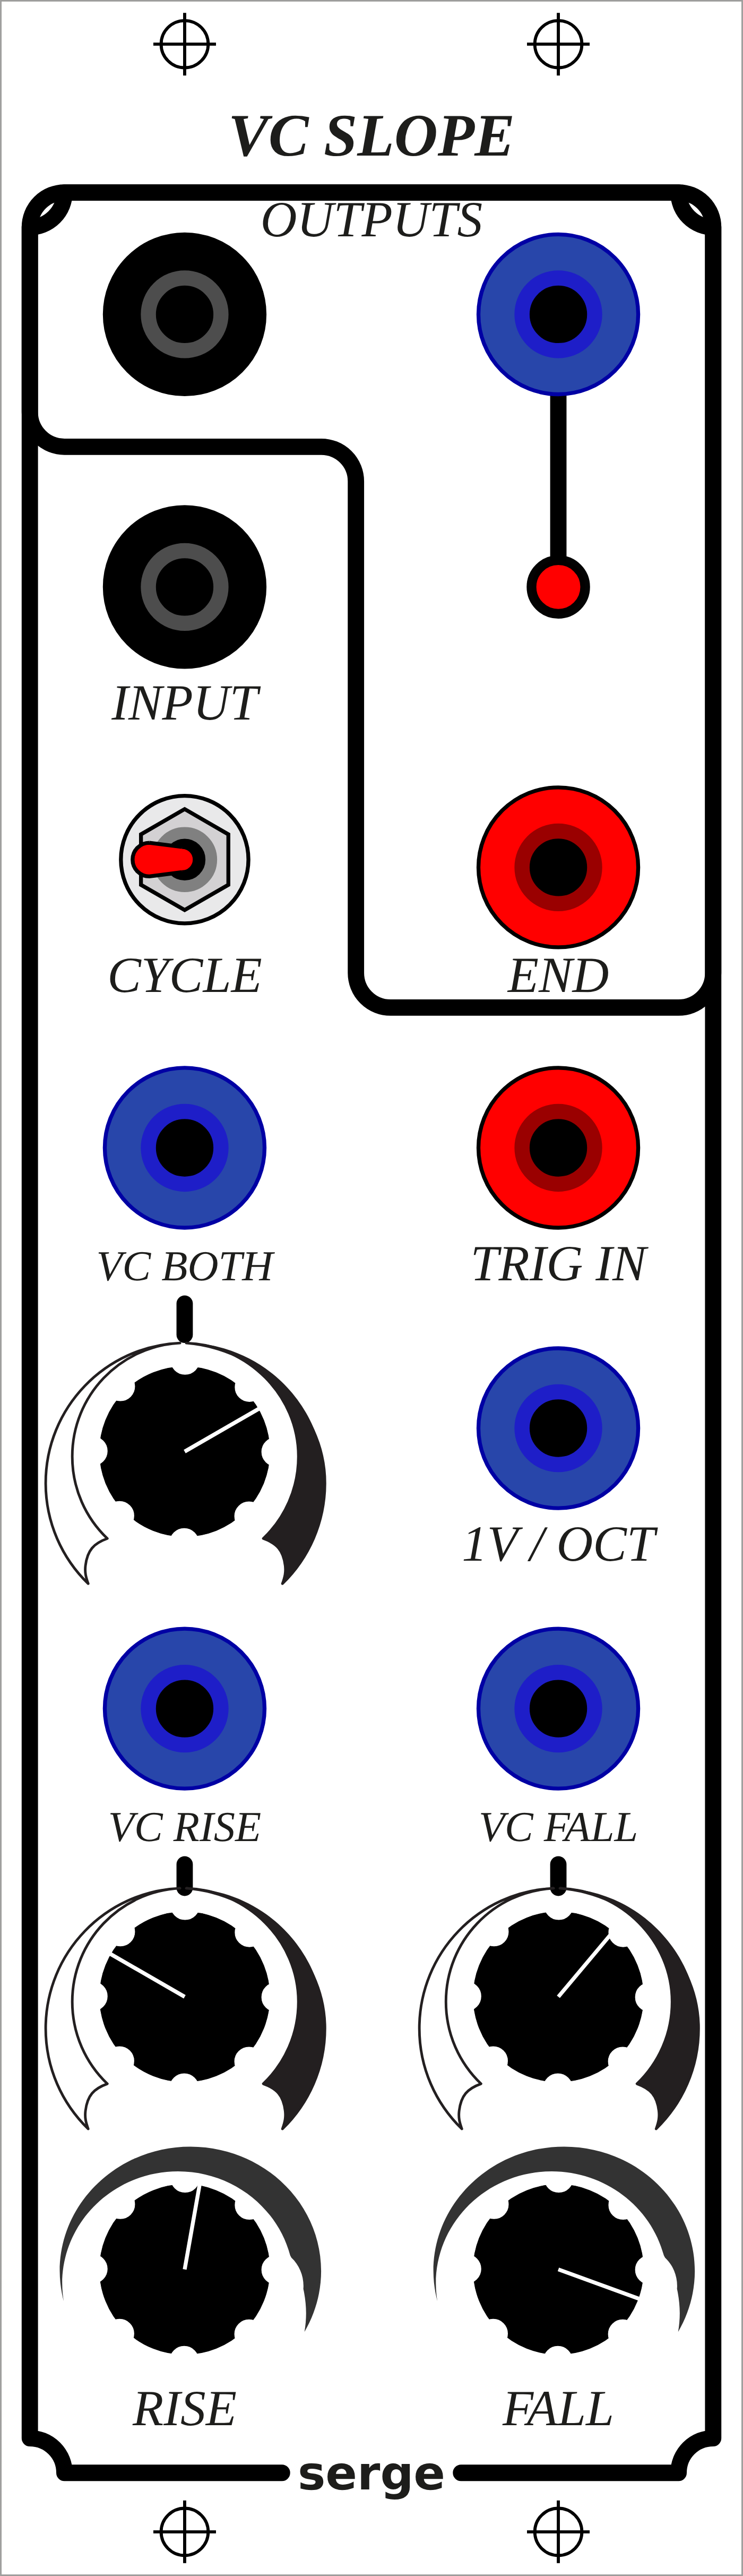 VC SLOPE
OUTPUTS
INPUT
CYCLE
END
VC BOTH
TRIG IN
1V / OCT
VC RISE
VC FALL
RISE
FALL
serge